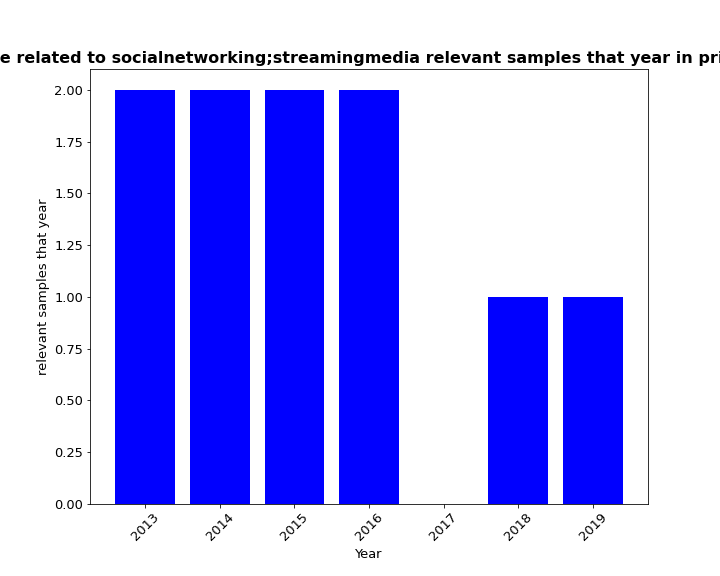 e related to socialnetworking;streamingmedia relevant samples that year in pri
2.00
1.75
1.50
1.25
1.00
0.75
0.50
0.25
0.00
relevant samples that year
2013 2014 2015 2016 2017 2018 2019
Year